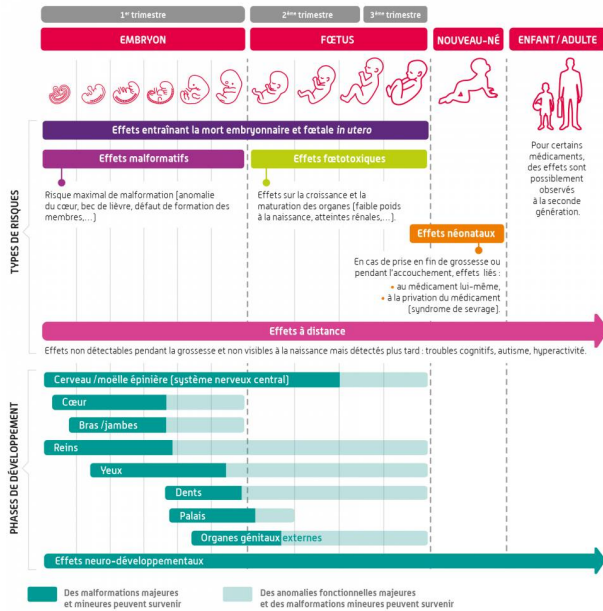 1er trimestre
2ème trimestre
3ème trimestre
EMBRYON
FŒTUS
NOUVEAU-NÉ
ENFANT/ADULTE
TYPES DE RISQUES
Effets entraînant la mort embryonnaire et fœtale in utero
Effets malformatifs
Effets fœtotoxiques
Risque maximal de malformation [anomalie
du cœur, bec de lièvre, défaut de formation des
membres,...]
Effets sur la croissance et la
maturation des organes [faible poids
à la naissance, atteintes rénales,...].
Pour certains
médicaments,
des effets sont
possiblement
observés
à la seconde
génération.
Effets néonataux
En cas de prise en fin de grossesse ou
pendant l'accouchement, effets liés :
• au médicament lui-même,
• à la privation du médicament
[syndrome de sevrage].
Effets à distance
Effets non détectables pendant la grossesse et non visibles à la naissance mais détectés plus tard : troubles cognitifs, autisme, hyperactivité.
PHASES DE DÉVELOPPEMENT
Cerveau/moëlle épinière [système nerveux central]
Cœur
Bras/jambes
Reins
Yeux
Dents
Palais
Organes génitaux externes
Effets neuro-développementaux
Des malformations majeures
et mineures peuvent survenir
Des anomalies fonctionnelles majeures
et des malformations mineures peuvent survenir